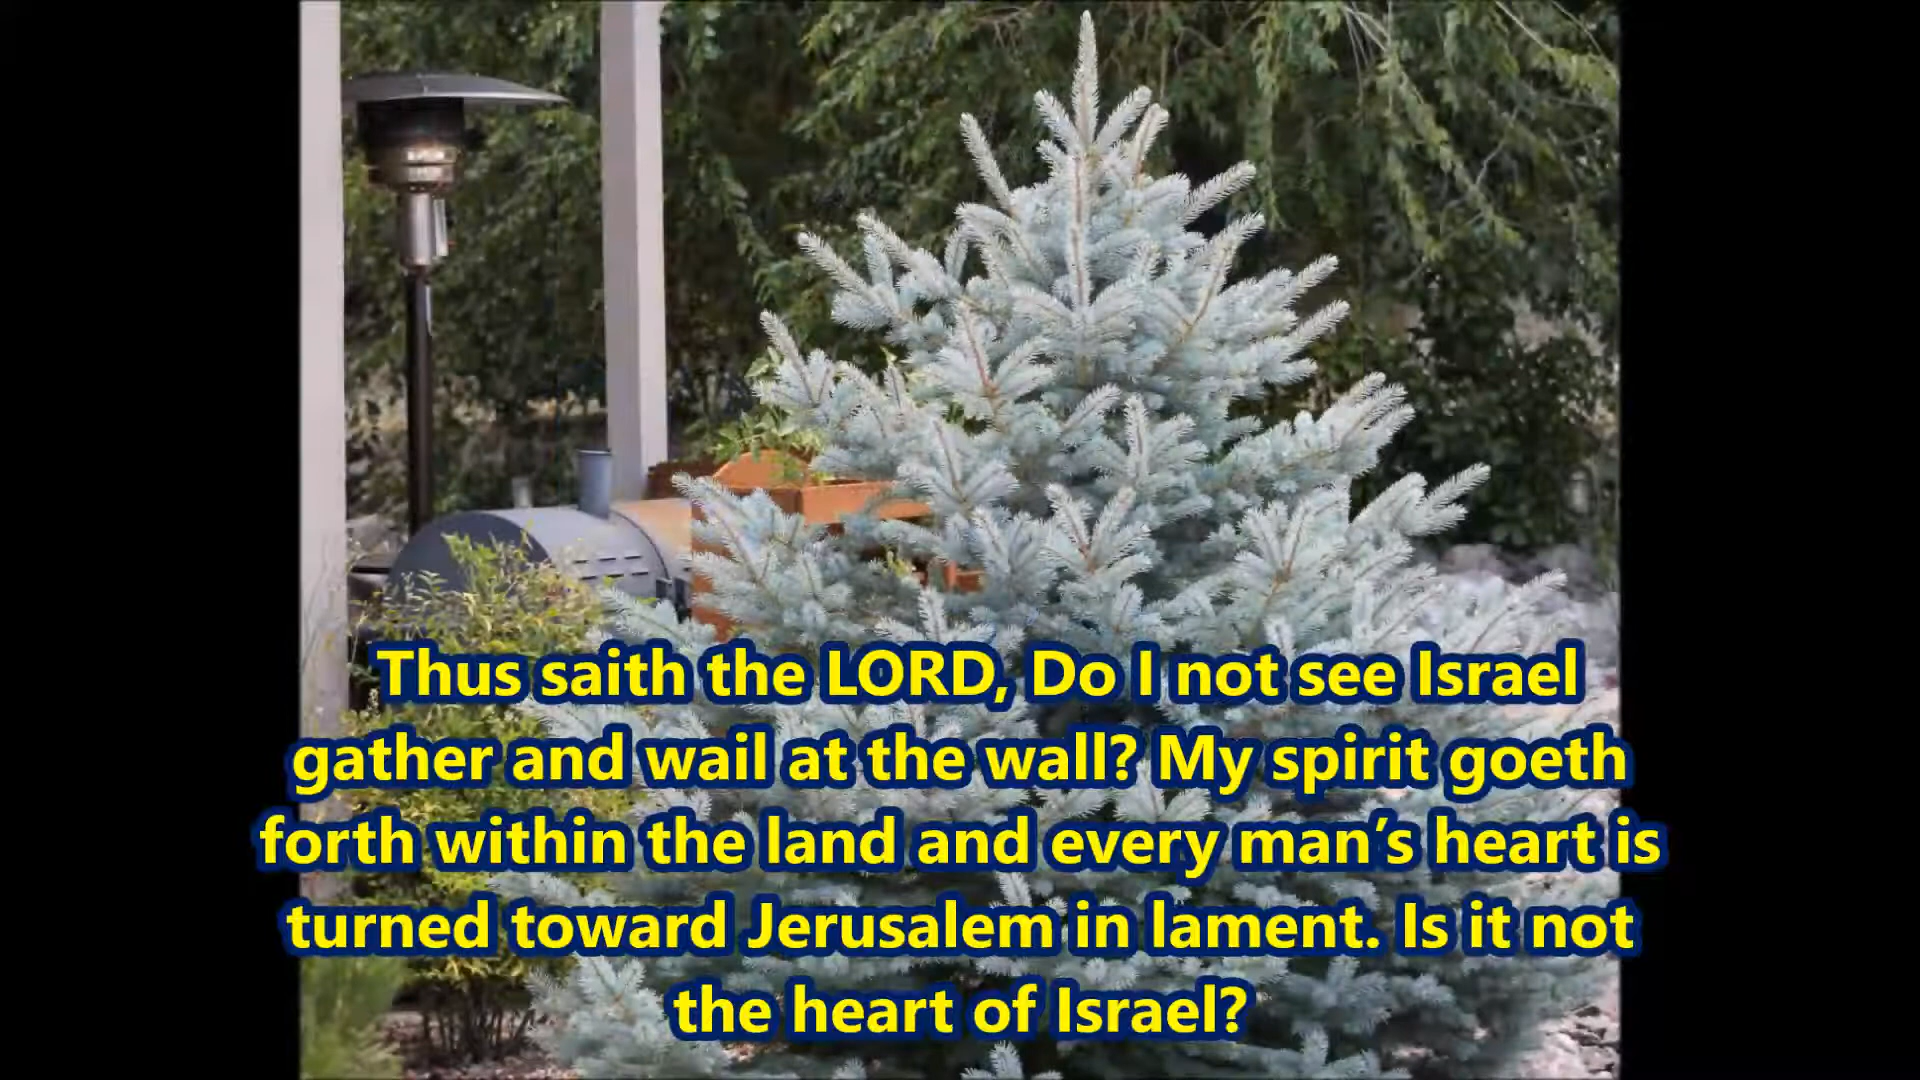 Thus saith the LORD, Do I not see Israel
gather and wail at the wall? My spirit goeth
forth within the land and every man’s heart is
turned toward Jerusalem in lament. Is it not
the heart of Israel?